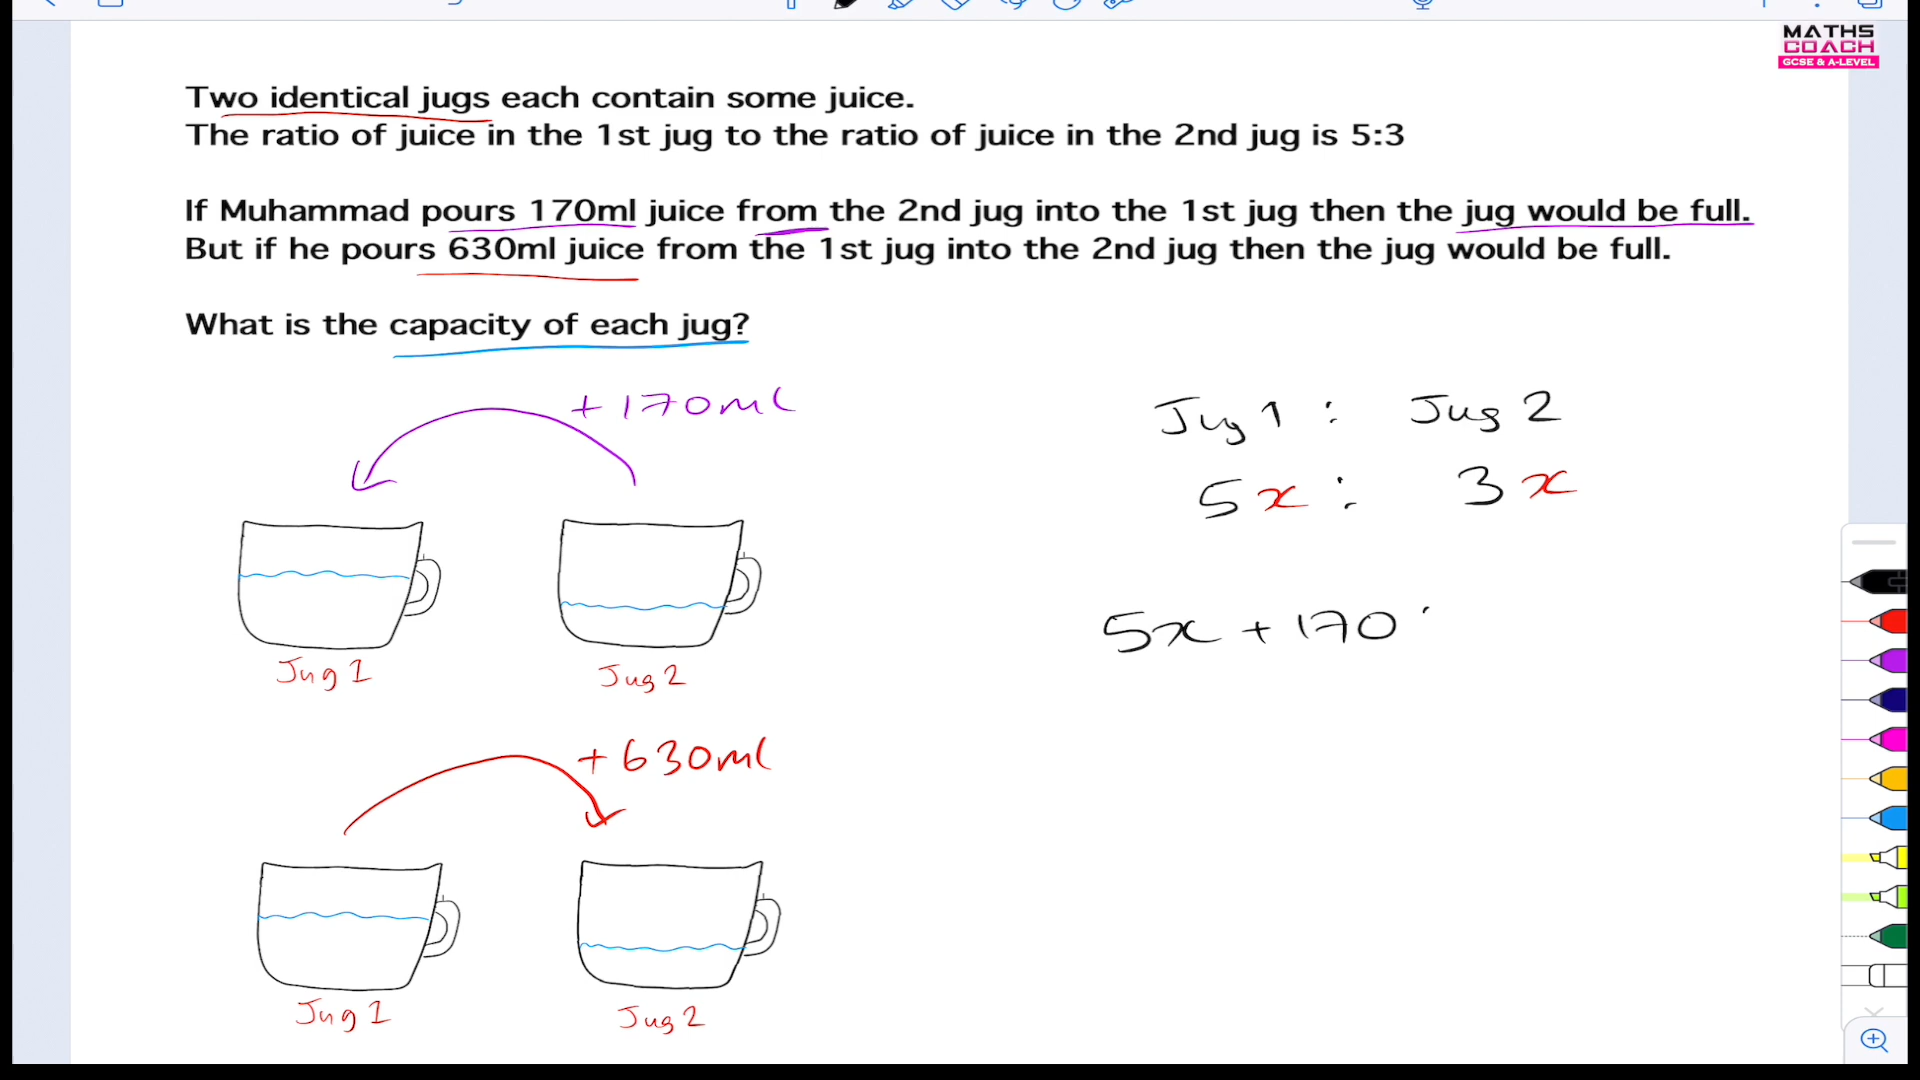 MATHS
COACH
GCSE & A-LEVEL
Two identical jugs each contain some juice.
The ratio of juice in the 1st jug to the ratio of juice in the 2nd jug is 5:3
If Muhammad pours 170ml juice from the 2nd jug into the 1st jug then the jug would be full.
But if he pours 630ml juice from the 1st jug into the 2nd jug then the jug would be full.
What is the capacity of each jug?
+170ml
Jug 1 : Jug 2
5x : 3x
5x + 170
Jug 1 Jug 2
+630ml
Jug 1 Jug 2